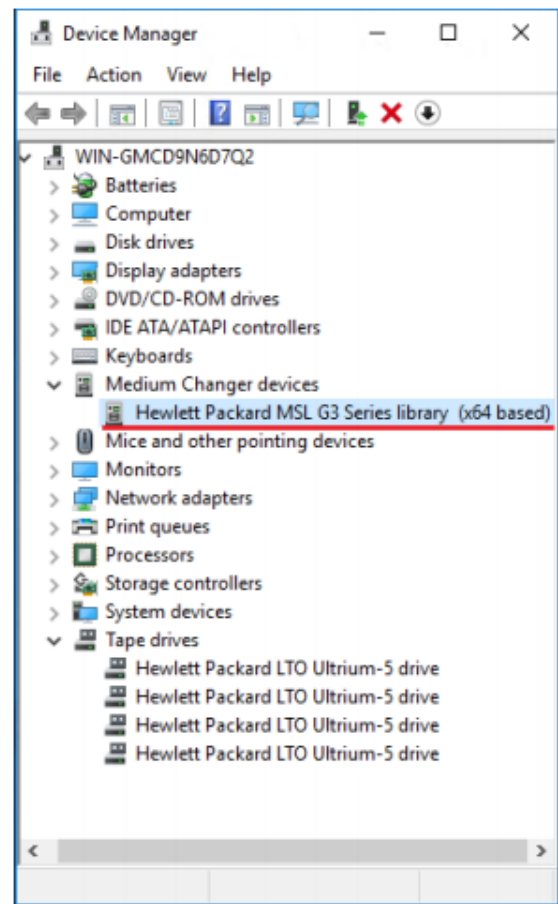 Device Manager
File Action View Help
WIN-GMCD9N6D7Q2
Batteries
Computer
Disk drives
Display adapters
DVD/CD-ROM drives
IDE ATA/ATAPI controllers
Keyboards
Medium Changer devices
Hewlett Packard MSL G3 Series library (x64 based)
Mice and other pointing devices
Monitors
Network adapters
Print queues
Processors
Storage controllers
System devices
Tape drives
Hewlett Packard LTO Ultrium-5 drive
Hewlett Packard LTO Ultrium-5 drive
Hewlett Packard LTO Ultrium-5 drive
Hewlett Packard LTO Ultrium-5 drive